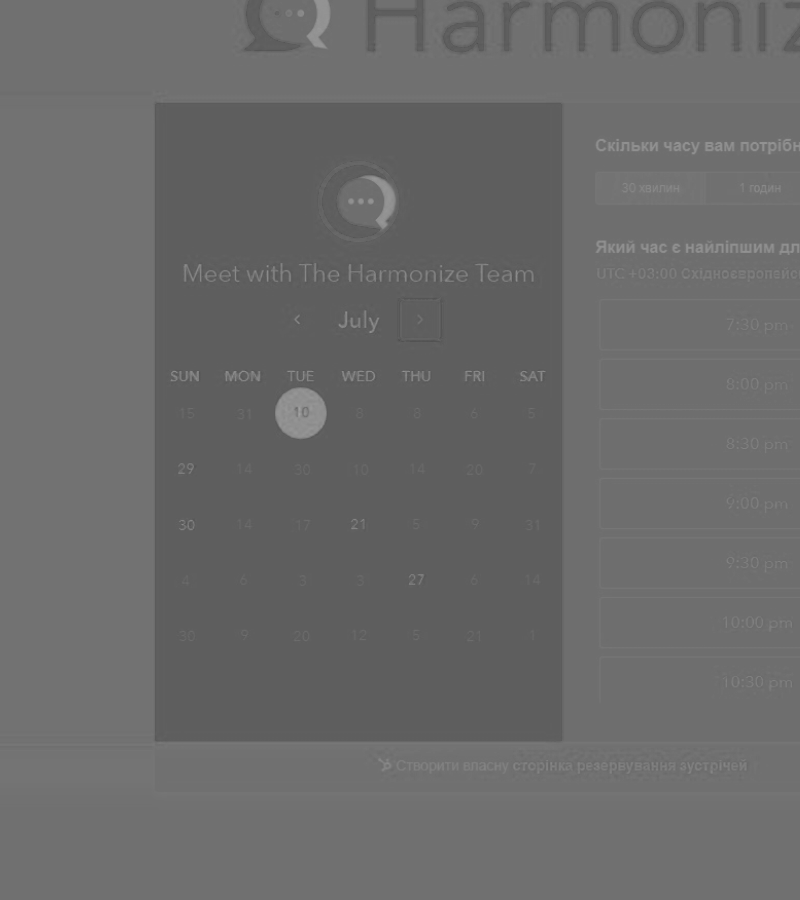 Harmoniz
Скільки часу вам потрібн
30 хвилин 1 годин
Meet with The Harmonize Team
Який час є найліпшим дл
UTC +03:00 Східноєвропейсь
July
7:30 pm
SUN MON TUE WED THU FRI SAT
8:00 pm
15 31 10 8 8 6 5
8:30 pm
29 14 30 10 14 20 7
9:00 pm
30 14 17 21 5 9 31
9:30 pm
4 6 3 3 27 6 14
10:00 pm
30 9 20 12 5 21 1
10:30 pm
Створити власну сторінка резервування зустрічей